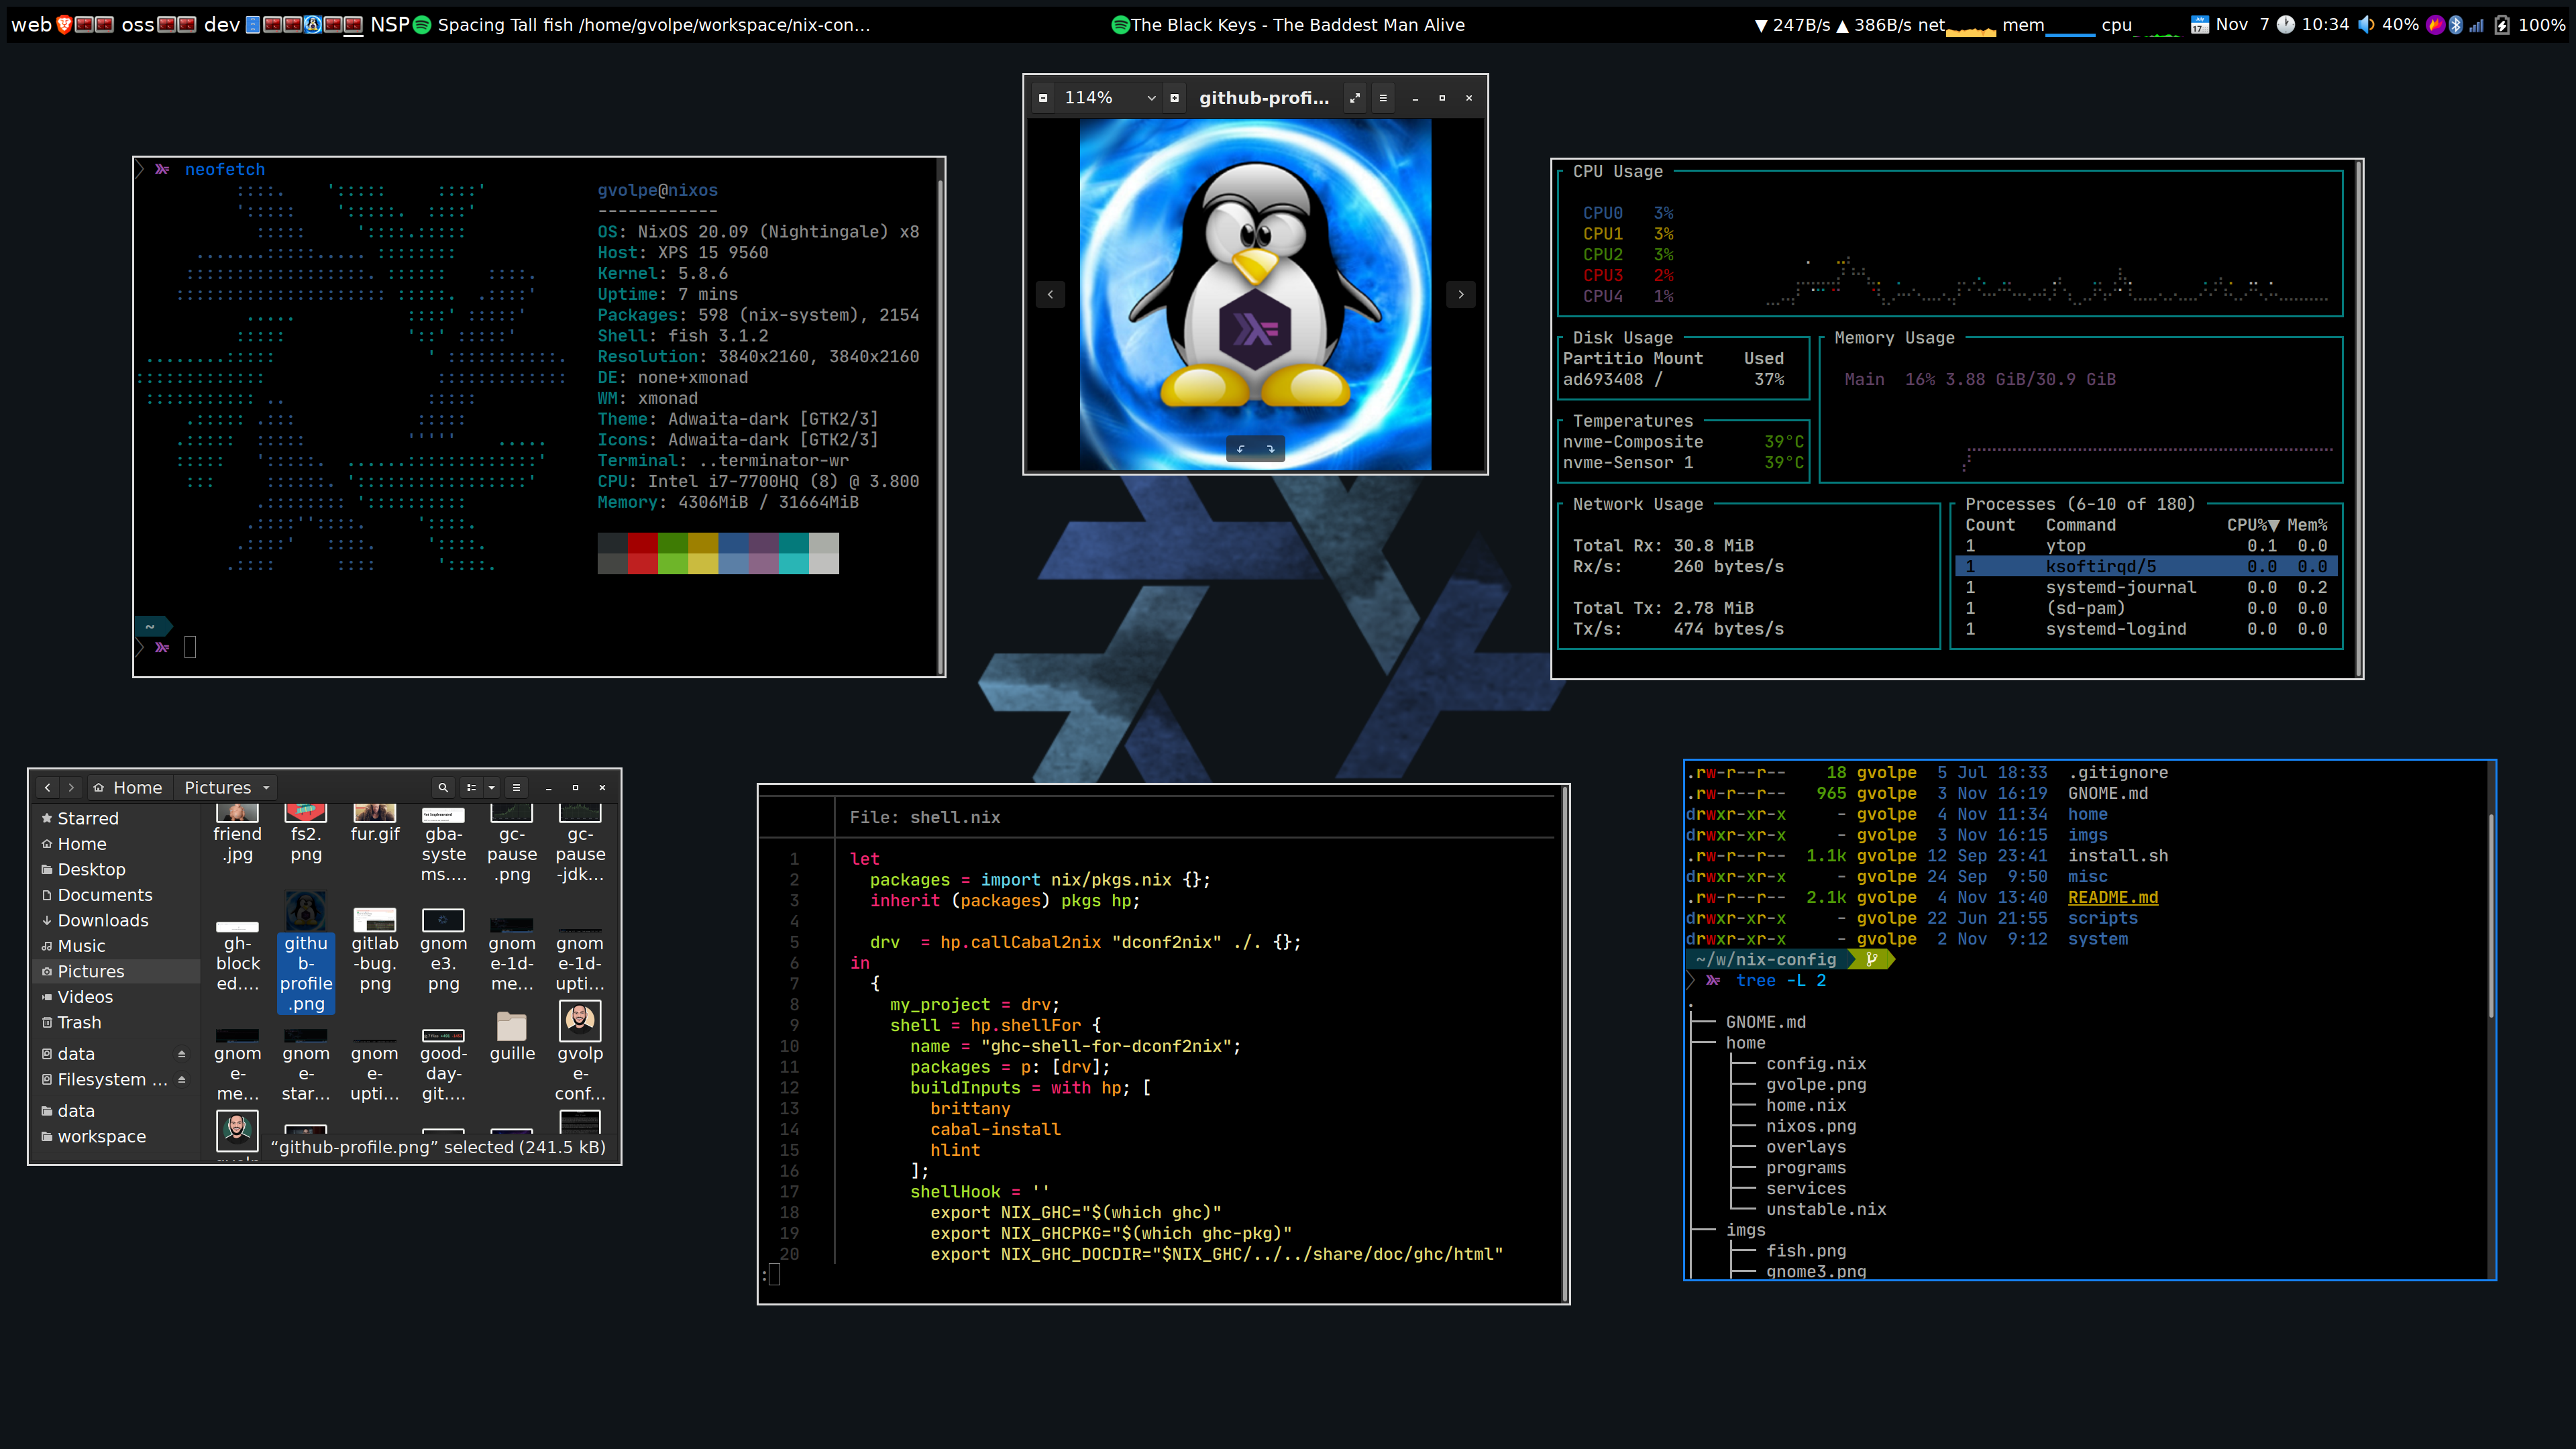 web oss dev NSP Spacing Tall fish /home/gvolpe/workspace/nix-con...
The Black Keys - The Baddest Man Alive
▼ 247B/s ▲ 386B/s net mem cpu Nov 7 10:34 40% 100%
neofetch
gvolpe@nixos
------------
OS: NixOS 20.09 (Nightingale) x8
Host: XPS 15 9560
Kernel: 5.8.6
Uptime: 7 mins
Packages: 598 (nix-system), 2154
Shell: fish 3.1.2
Resolution: 3840x2160, 3840x2160
DE: none+xmonad
WM: xmonad
Theme: Adwaita-dark [GTK2/3]
Icons: Adwaita-dark [GTK2/3]
Terminal: ..terminator-wr
CPU: Intel i7-7700HQ (8) @ 3.800
Memory: 4306MiB / 31664MiB
~
114% github-profi...
CPU Usage
CPU0 3%
CPU1 3%
CPU2 3%
CPU3 2%
CPU4 1%
Disk Usage
Partitio Mount Used
ad693408 / 37%
Memory Usage
Main 16% 3.88 GiB/30.9 GiB
Temperatures
nvme-Composite 39°C
nvme-Sensor 1 39°C
Network Usage
Total Rx: 30.8 MiB
Rx/s: 260 bytes/s
Total Tx: 2.78 MiB
Tx/s: 474 bytes/s
Processes (6-10 of 180)
Count Command CPU%▼ Mem%
1 ytop 0.1 0.0
1 ksoftirqd/5 0.0 0.0
1 systemd-journal 0.0 0.2
1 (sd-pam) 0.0 0.0
1 systemd-logind 0.0 0.0
Home Pictures
Starred
Home
Desktop
Documents
Downloads
Music
Pictures
Videos
Trash
data
Filesystem ...
data
workspace
friend
.jpg
fs2.
png
fur.gif
gba-
syste
ms....
gc-
pause
.png
gc-
pause
-jdk...
gh-
block
ed....
githu
b-
profile
.png
gitlab
-bug.
png
gnom
e3.
png
gnom
e-1d-
me...
gnom
e-1d-
upti...
gnom
e-
me...
gnom
e-
star...
gnom
e-
upti...
good-
day-
git....
guille
gvolp
e-
conf...
“github-profile.png” selected (241.5 kB)
File: shell.nix
1 let
2 packages = import nix/pkgs.nix {};
3 inherit (packages) pkgs hp;
4
5 drv = hp.callCabal2nix "dconf2nix" ./. {};
6 in
7 {
8 my_project = drv;
9 shell = hp.shellFor {
10 name = "ghc-shell-for-dconf2nix";
11 packages = p: [drv];
12 buildInputs = with hp; [
13 brittany
14 cabal-install
15 hlint
16 ];
17 shellHook = ''
18 export NIX_GHC="$(which ghc)"
19 export NIX_GHCPKG="$(which ghc-pkg)"
20 export NIX_GHC_DOCDIR="$NIX_GHC/../../share/doc/ghc/html"
:
.rw-r--r-- 18 gvolpe 5 Jul 18:33 .gitignore
.rw-r--r-- 965 gvolpe 3 Nov 16:19 GNOME.md
drwxr-xr-x - gvolpe 4 Nov 11:34 home
drwxr-xr-x - gvolpe 3 Nov 16:15 imgs
.rw-r--r-- 1.1k gvolpe 12 Sep 23:41 install.sh
drwxr-xr-x - gvolpe 24 Sep 9:50 misc
.rw-r--r-- 2.1k gvolpe 4 Nov 13:40 README.md
drwxr-xr-x - gvolpe 22 Jun 21:55 scripts
drwxr-xr-x - gvolpe 2 Nov 9:12 system
~/w/nix-config
tree -L 2
.
├── GNOME.md
├── home
│ ├── config.nix
│ ├── gvolpe.png
│ ├── home.nix
│ ├── nixos.png
│ ├── overlays
│ ├── programs
│ ├── services
│ └── unstable.nix
├── imgs
│ ├── fish.png
│ ├── gnome3.png